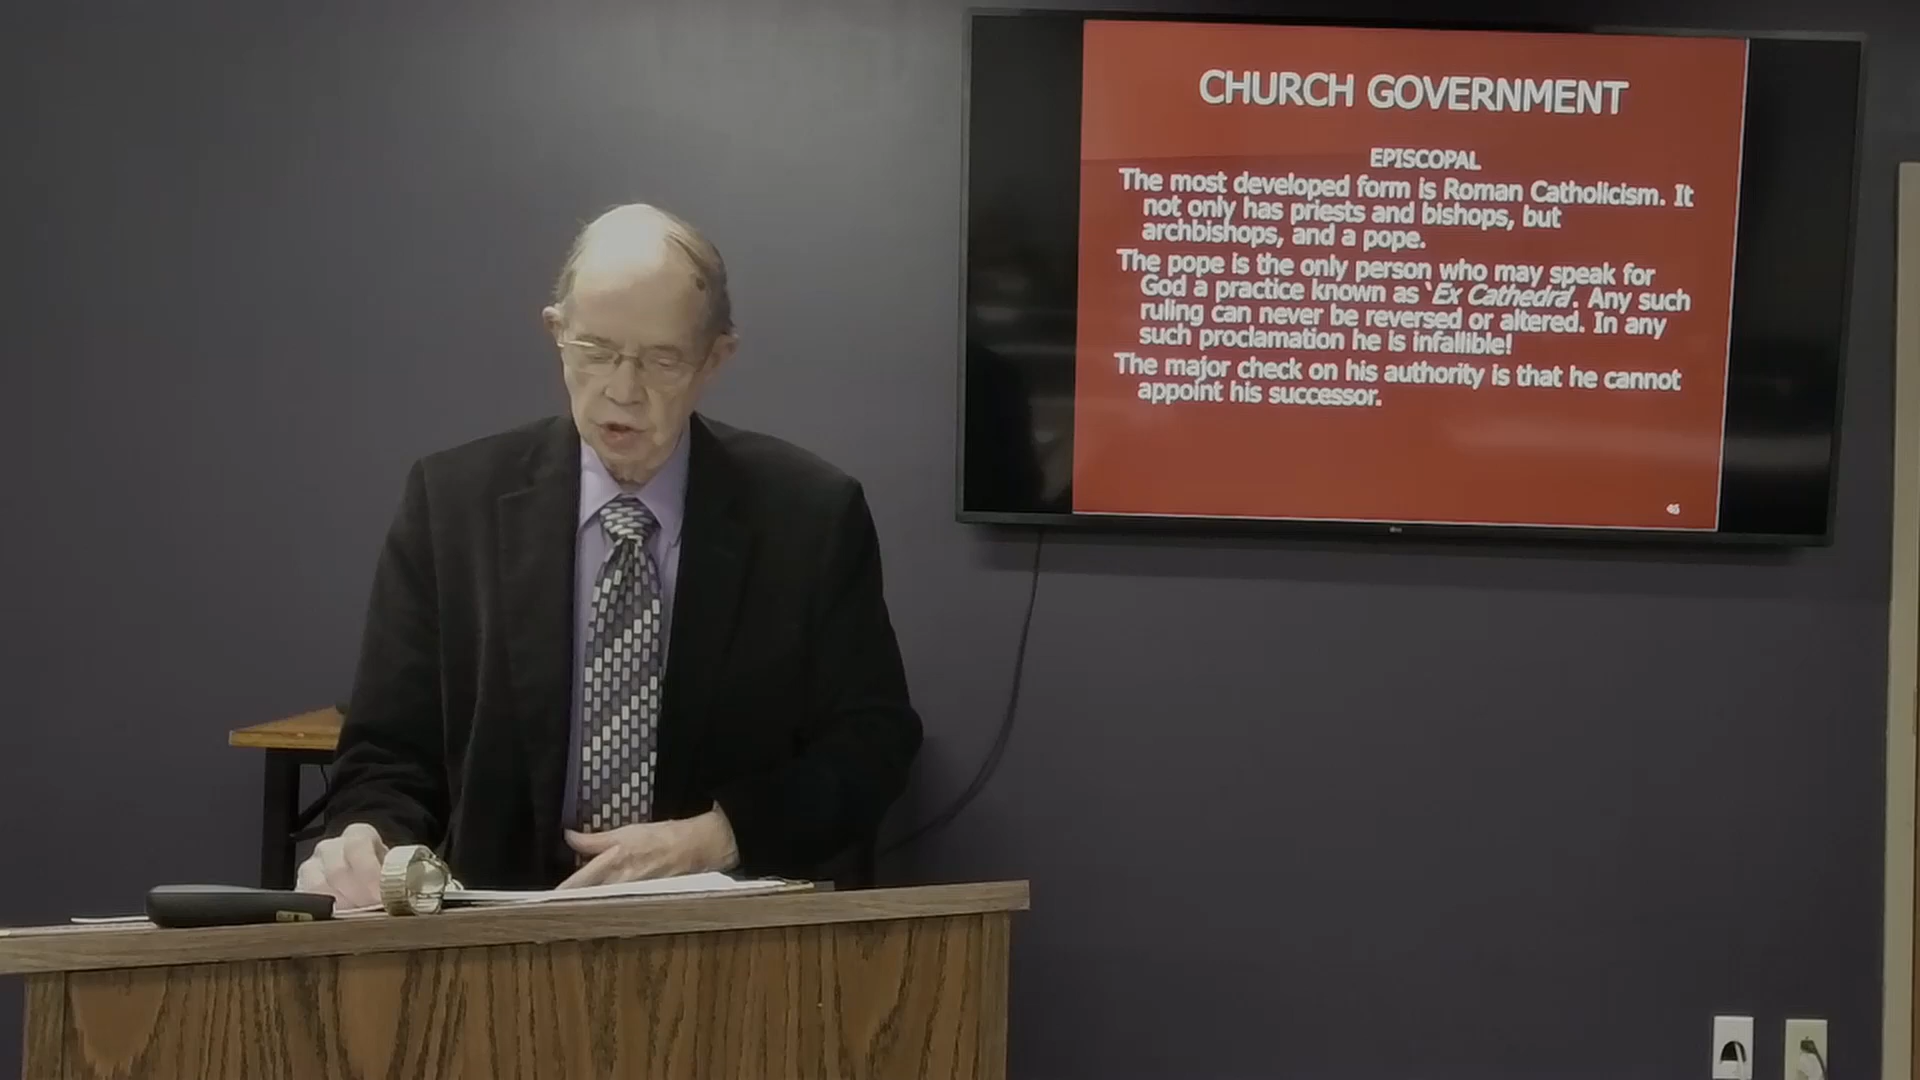 CHURCH GOVERNMENT
EPISCOPAL
The most developed form is Roman Catholicism. It
not only has priests and bishops, but
archbishops, and a pope.
The pope is the only person who may speak for
God a practice known as ‘Ex Cathedra’. Any such
ruling can never be reversed or altered. In any
such proclamation he is infallible!
The major check on his authority is that he cannot
appoint his successor.